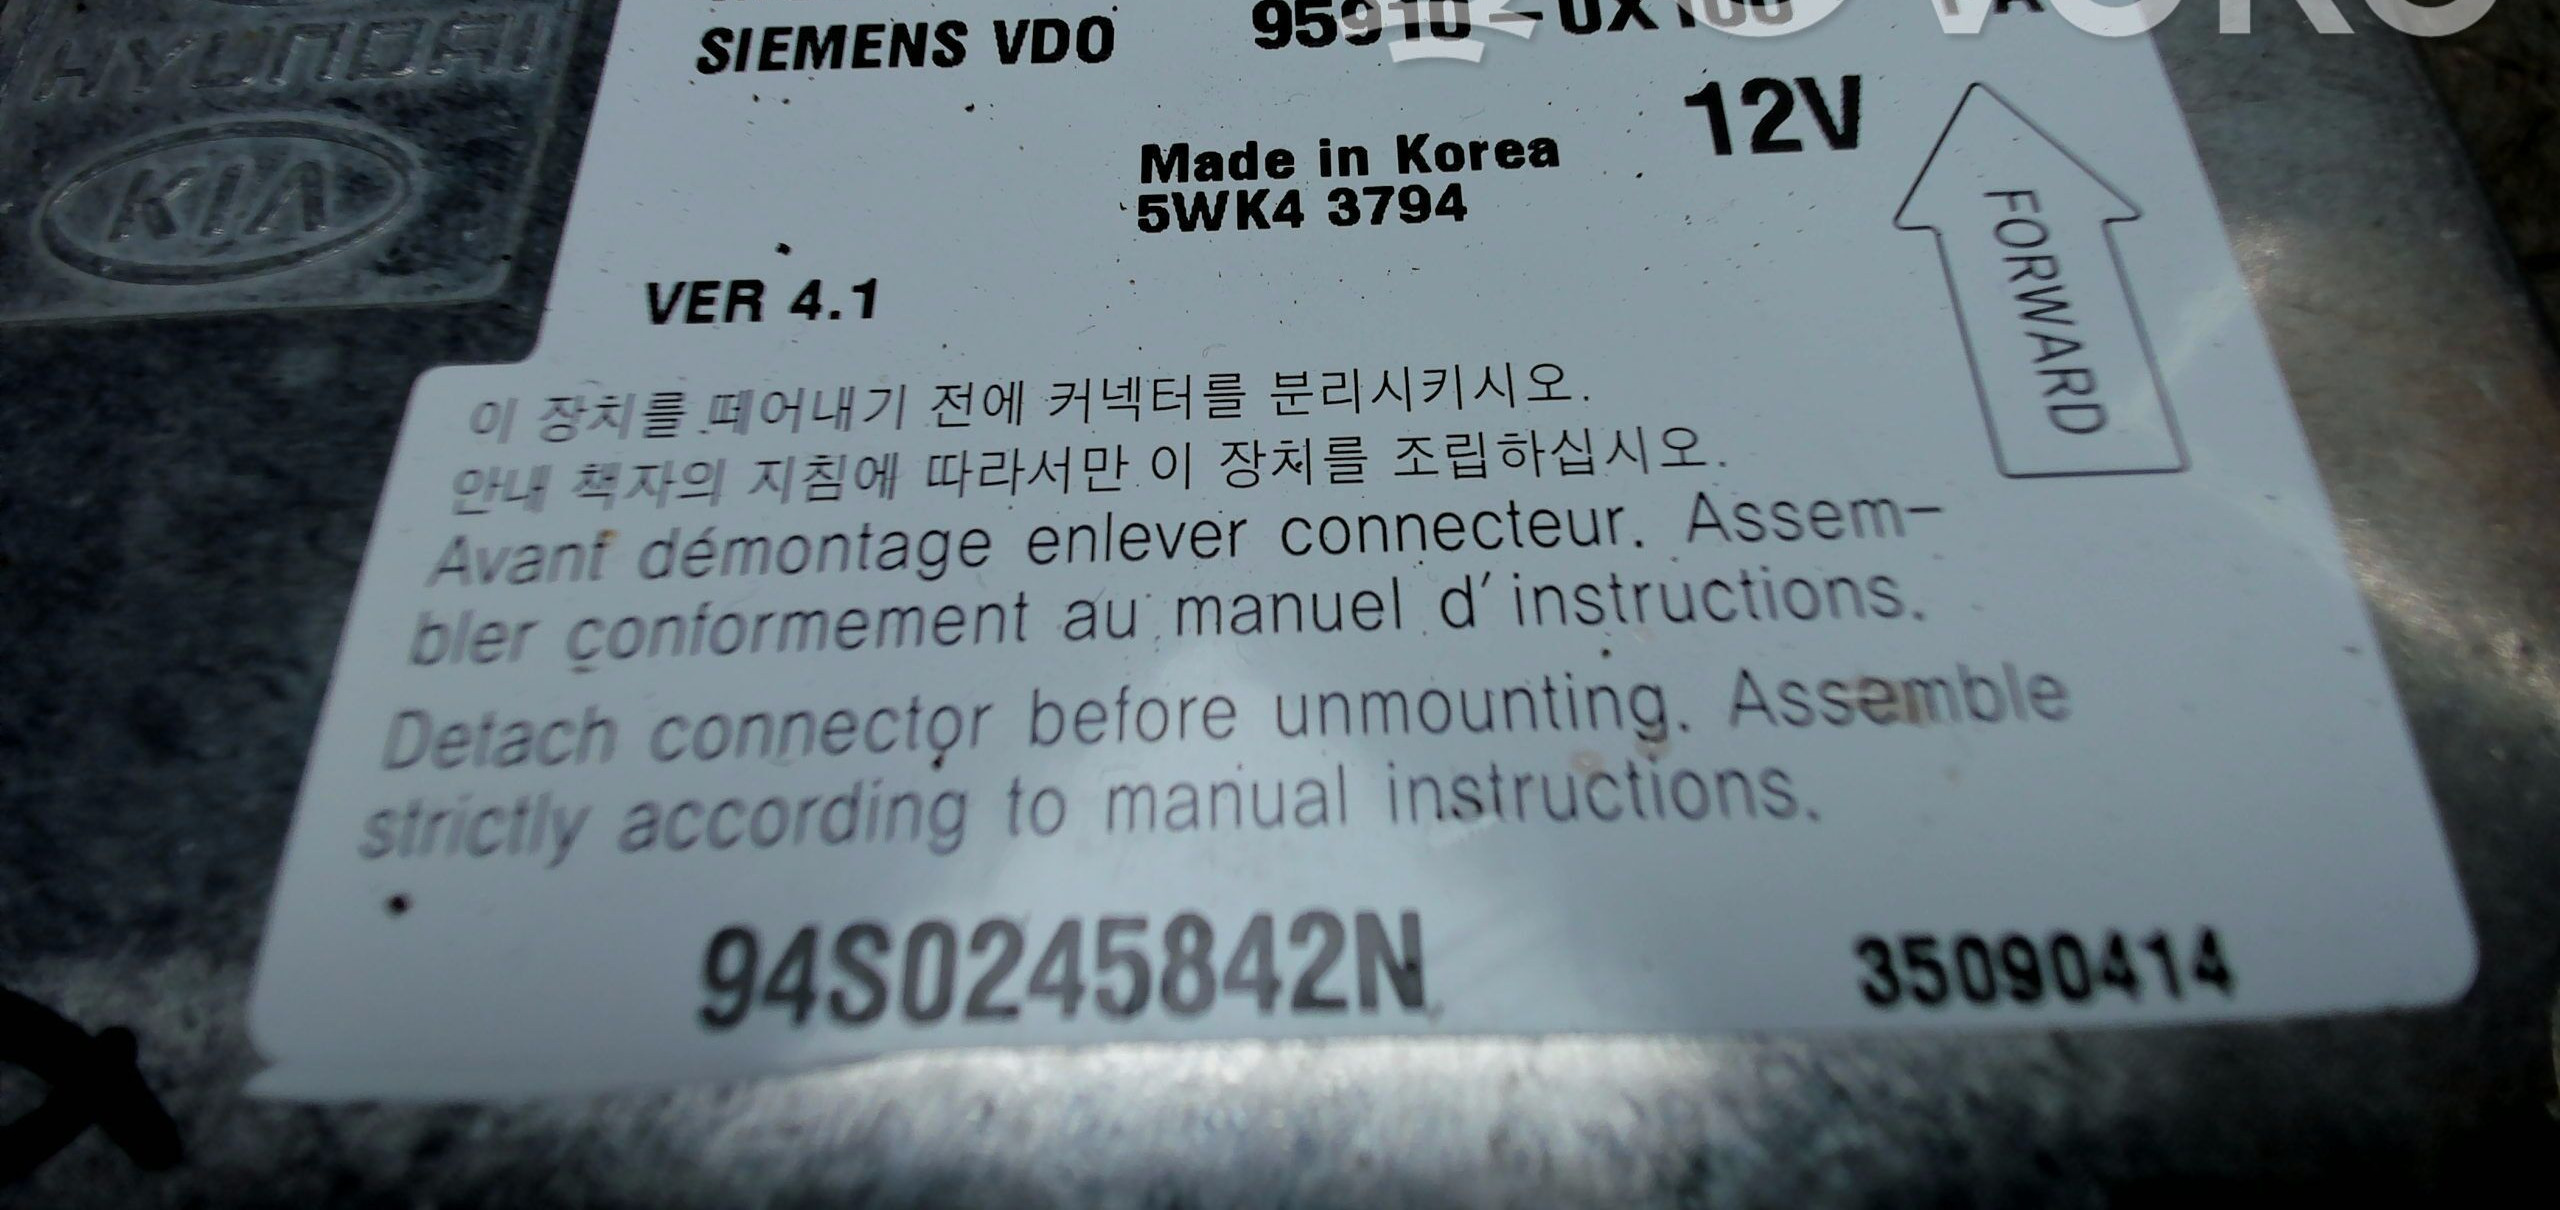 HYUNDAI
KIA
SIEMENS VDO
12V
Made in Korea
5WK4 3794
VER 4.1
FORWARD
이 장치를 떼어내기 전에 커넥터를 분리시키시오.
안내 책자의 지침에 따라서만 이 장치를 조립하십시오.
Avant démontage enlever connecteur. Assem-
bler conformement au manuel d'instructions.
Detach connector before unmounting. Assemble
strictly according to manual instructions.
94S0245842N
35090414